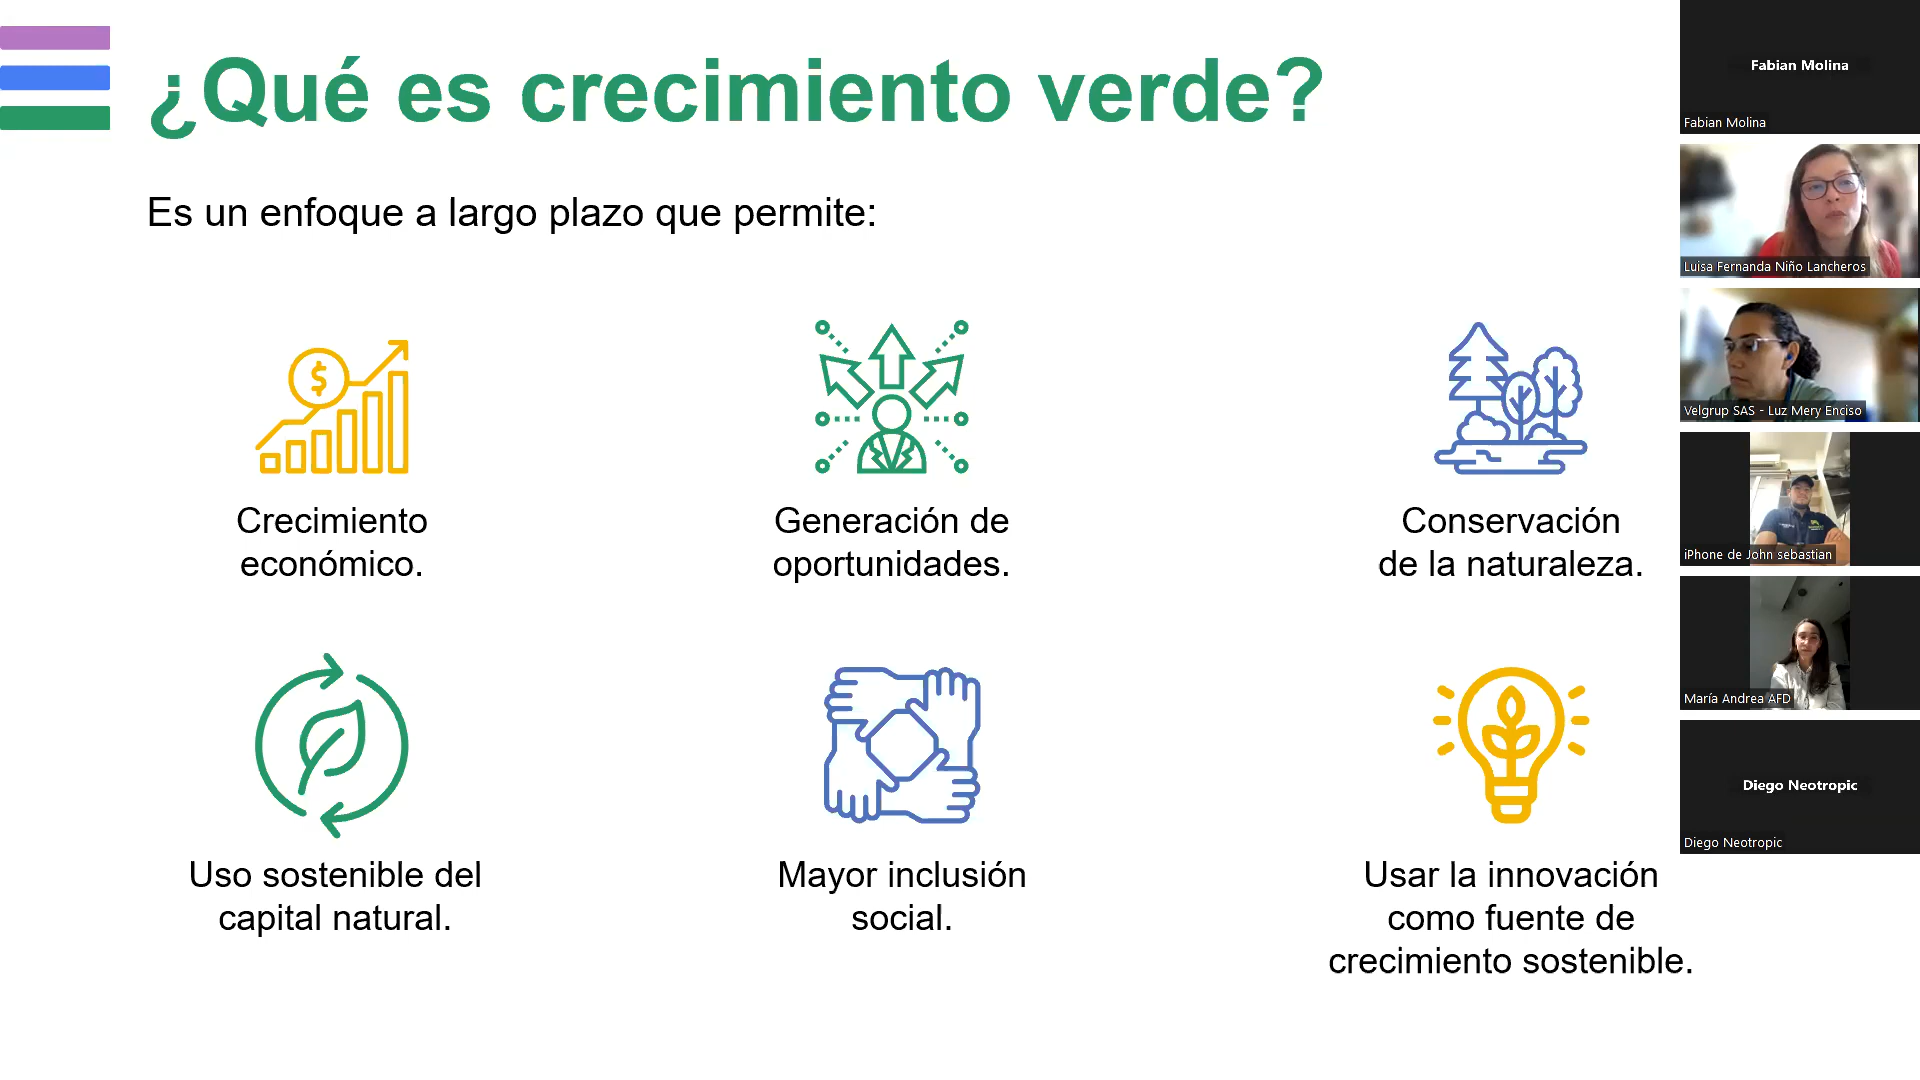 ¿Qué es crecimiento verde?
Es un enfoque a largo plazo que permite:
$
Crecimiento
económico.
Generación de
oportunidades.
Conservación
de la naturaleza.
Uso sostenible del
capital natural.
Mayor inclusión
social.
Usar la innovación
como fuente de
crecimiento sostenible.
Fabian Molina
Fabian Molina
Luisa Fernanda Niño Lancheros
Velgrup SAS - Luz Mery Enciso
iPhone de John sebastian
María Andrea AFD
Diego Neotropic
Diego Neotropic